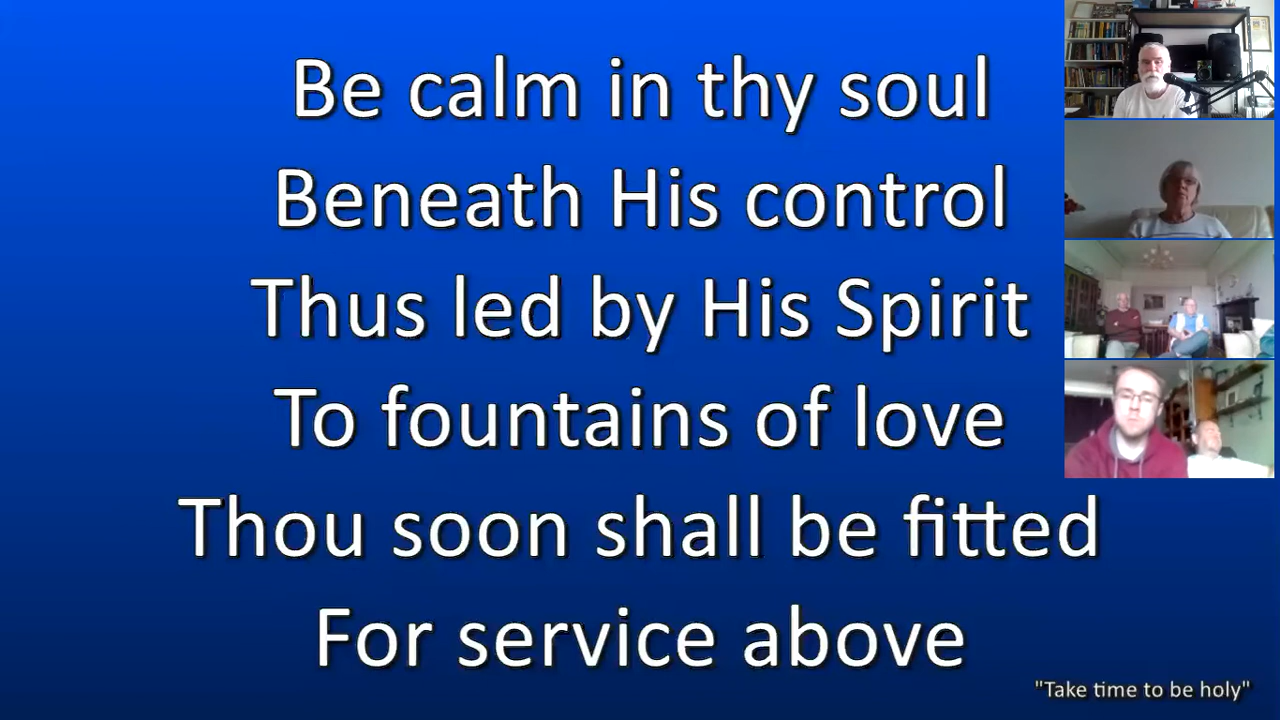 Be calm in thy soul
Beneath His control
Thus led by His Spirit
To fountains of love
Thou soon shall be fitted
For service above
"Take time to be holy"